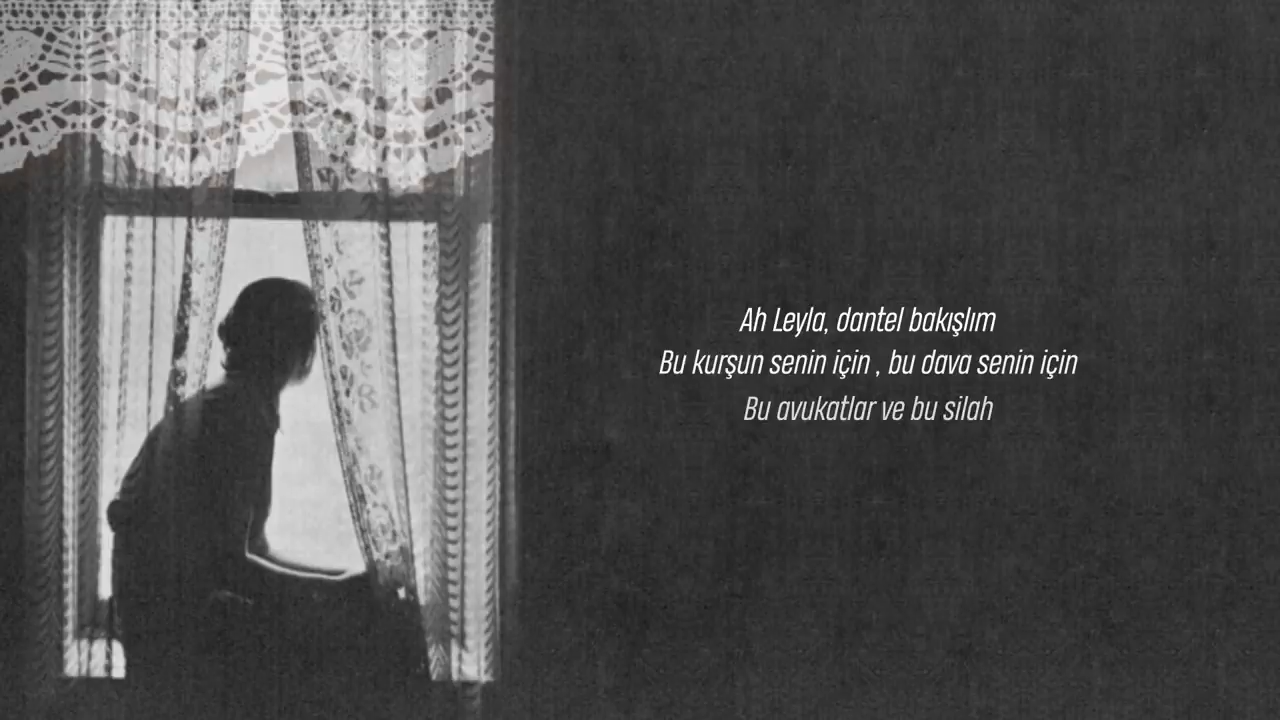 Ah Leyla, dantel bakışlım
Bu kurşun senin için , bu dava senin için
Bu avukatlar ve bu silah